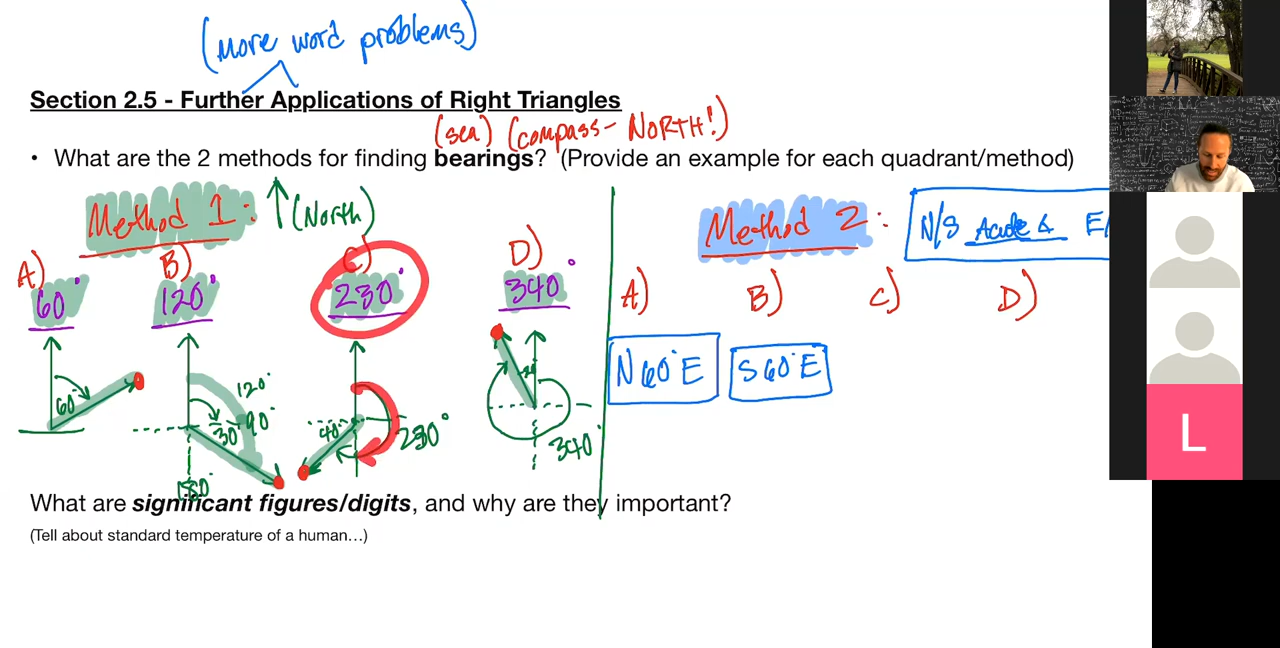 (more word problems)
Section 2.5 - Further Applications of Right Triangles
(sea) (compass - NORTH!)
• What are the 2 methods for finding bearings? (Provide an example for each quadrant/method)
Method 1: (North)
A) B) C) D)
60° 120° 230° 340°
60° 30° 120° 90° 180°
40° 230°
340°
Method 2: N/S Acute ∡ E/
A) B) C) D)
N 60° E S 60° E
What are significant figures/digits, and why are they important?
(Tell about standard temperature of a human…)
L